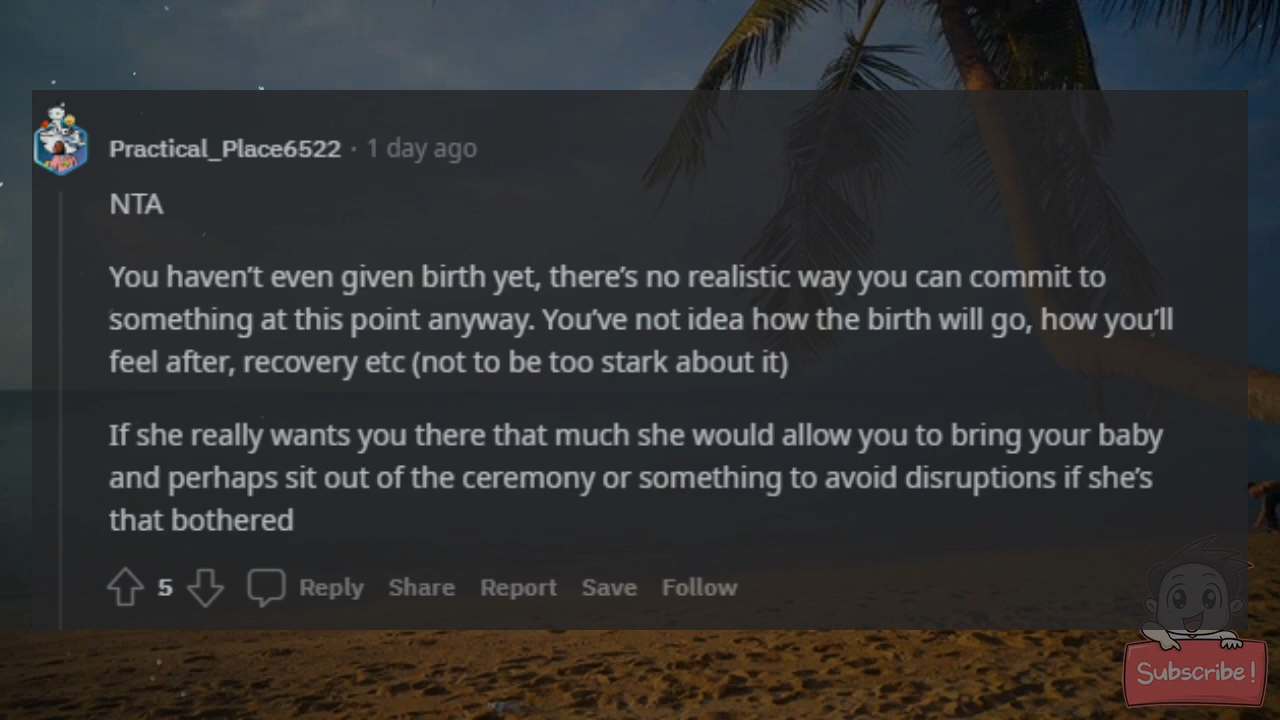 Practical_Place6522 · 1 day ago
NTA
You haven't even given birth yet, there's no realistic way you can commit to
something at this point anyway. You've not idea how the birth will go, how you'll
feel after, recovery etc (not to be too stark about it)
If she really wants you there that much she would allow you to bring your baby
and perhaps sit out of the ceremony or something to avoid disruptions if she's
that bothered
5 Reply Share Report Save Follow
Subscribe!